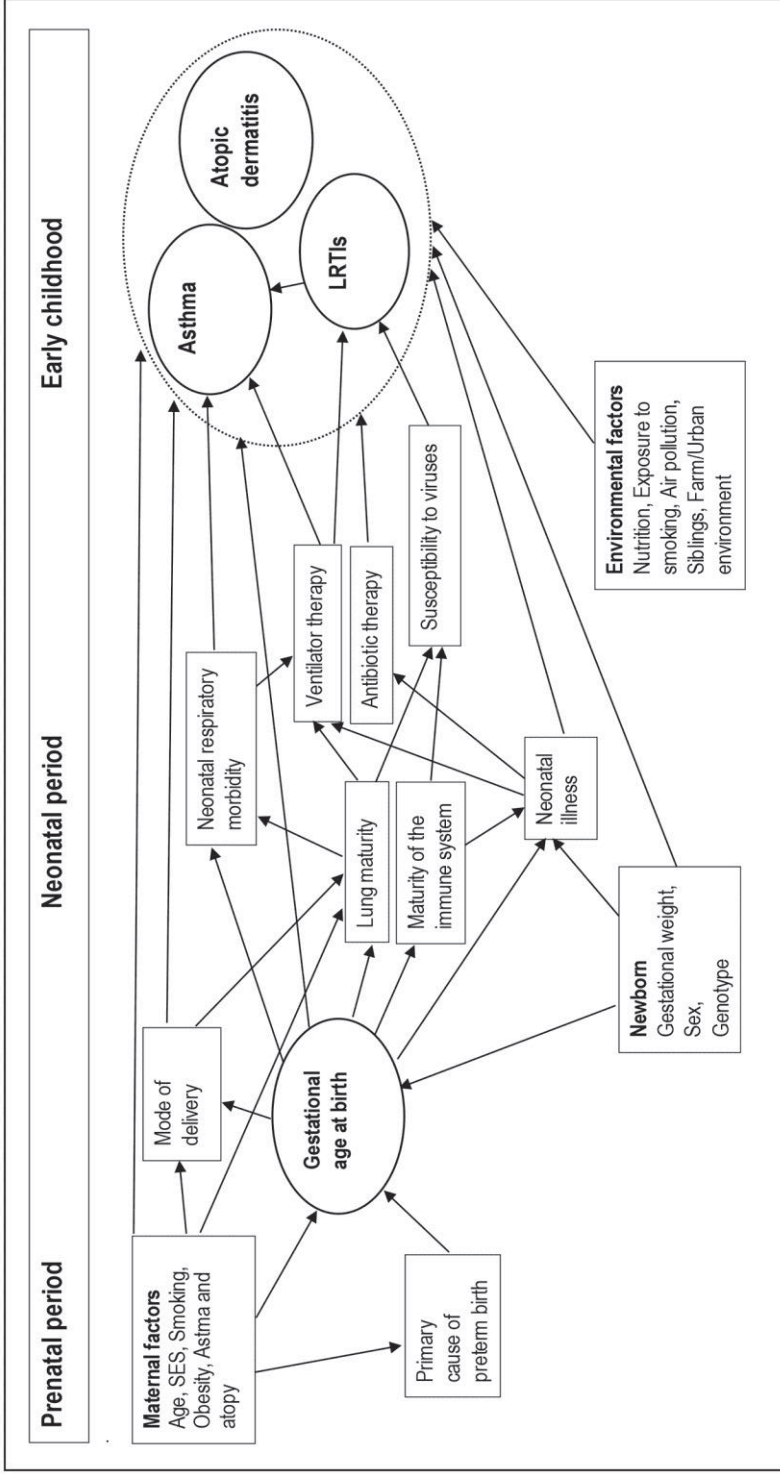 Prenatal period
Neonatal period
Early childhood
Maternal factors
Age, SES, Smoking,
Obesity, Astma and
atopy
Primary
cause of
preterm birth
Mode of
delivery
Gestational
age at birth
Newborn
Gestational weight,
Sex,
Genotype
Neonatal respiratory
morbidity
Lung maturity
Maturity of the
immune system
Neonatal
illness
Ventilator therapy
Antibiotic therapy
Susceptibility to viruses
Environmental factors
Nutrition, Exposure to
smoking, Air pollution,
Siblings, Farm/Urban
environment
Asthma
Atopic
dermatitis
LRTIs